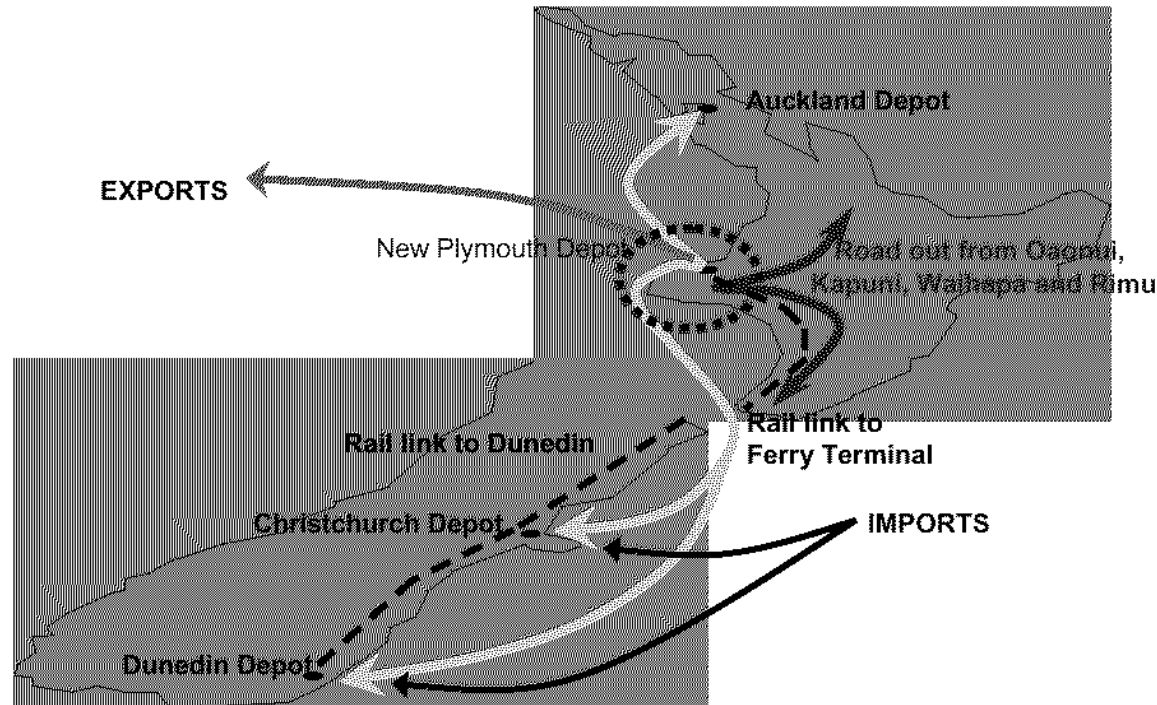 Auckland Depot
EXPORTS
New Plymouth Depot
Road out from Oaonui,
Kapuni, Waihapa and Rimu
Rail link to
Ferry Terminal
Rail link to Dunedin
Christchurch Depot
IMPORTS
Dunedin Depot